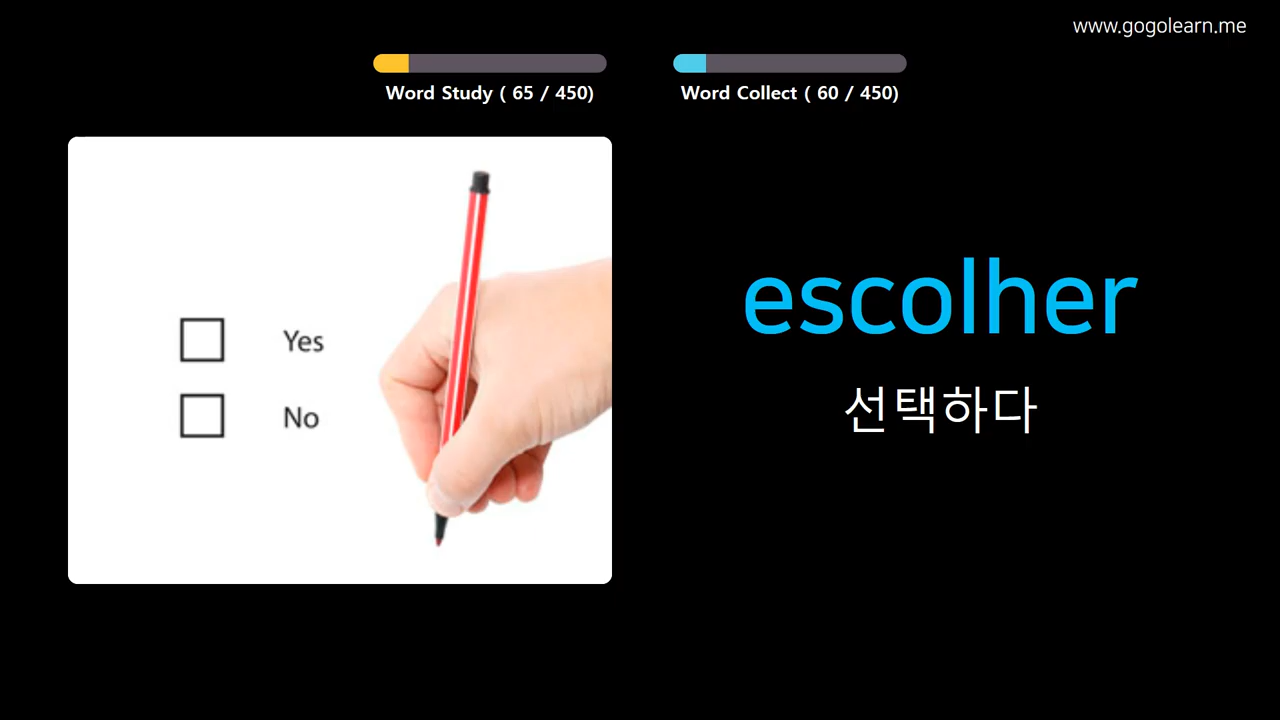 www.gogolearn.me
Word Study ( 65 / 450)
Word Collect ( 60 / 450)
Yes
No
escolher
선택하다